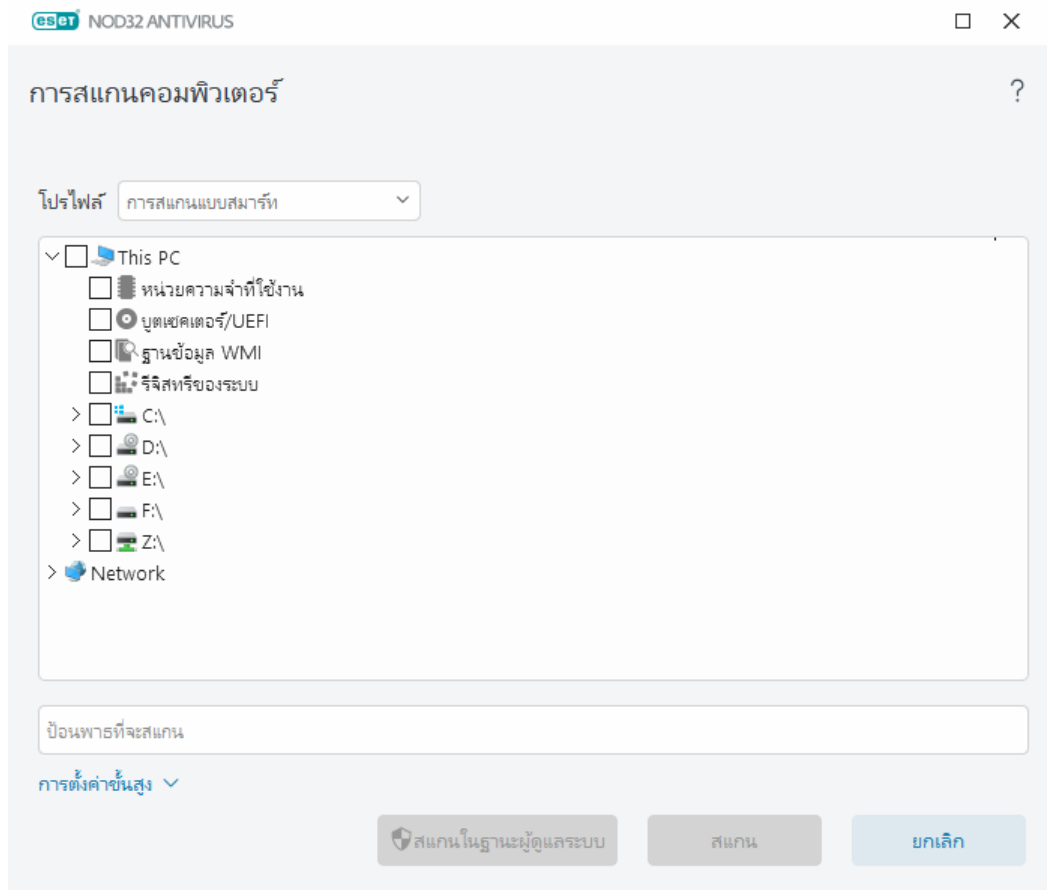 eseT NOD32 ANTIVIRUS
การสแกนคอมพิวเตอร์
?
โปรไฟล์ การสแกนแบบสมาร์ท
This PC
หน่วยความจำที่ใช้งาน
บูตเซคเตอร์/UEFI
ฐานข้อมูล WMI
รีจิสทรีของระบบ
C:\
D:\
E:\
F:\
Z:\
Network
ป้อนพาธที่จะสแกน
การตั้งค่าขั้นสูง
สแกนในฐานะผู้ดูแลระบบ สแกน ยกเลิก